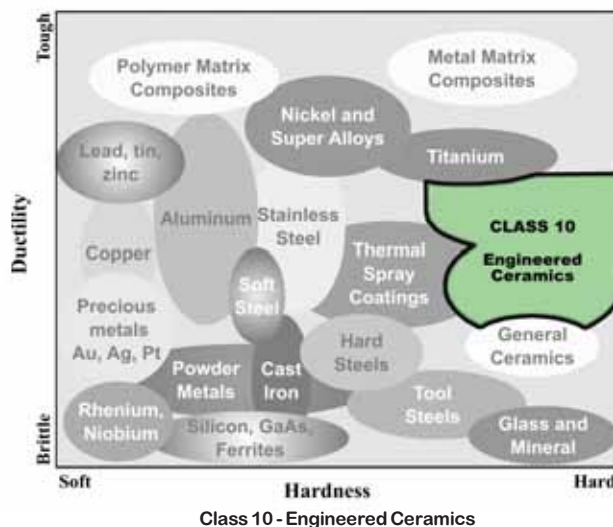 Tough
Polymer Matrix
Composites
Metal Matrix
Composites
Nickel and
Super Alloys
Lead, tin,
zinc
Titanium
Aluminum
Stainless
Steel
CLASS 10
Engineered
Ceramics
Copper
Thermal
Spray
Coatings
Soft
Steel
Precious
metals
Au, Ag, Pt
Hard
Steels
General
Ceramics
Powder
Metals
Cast
Iron
Tool
Steels
Rhenium,
Niobium
Silicon, GaAs,
Ferrites
Glass and
Mineral
Ductility
Brittle
Soft
Hardness
Hard
Class 10 - Engineered Ceramics